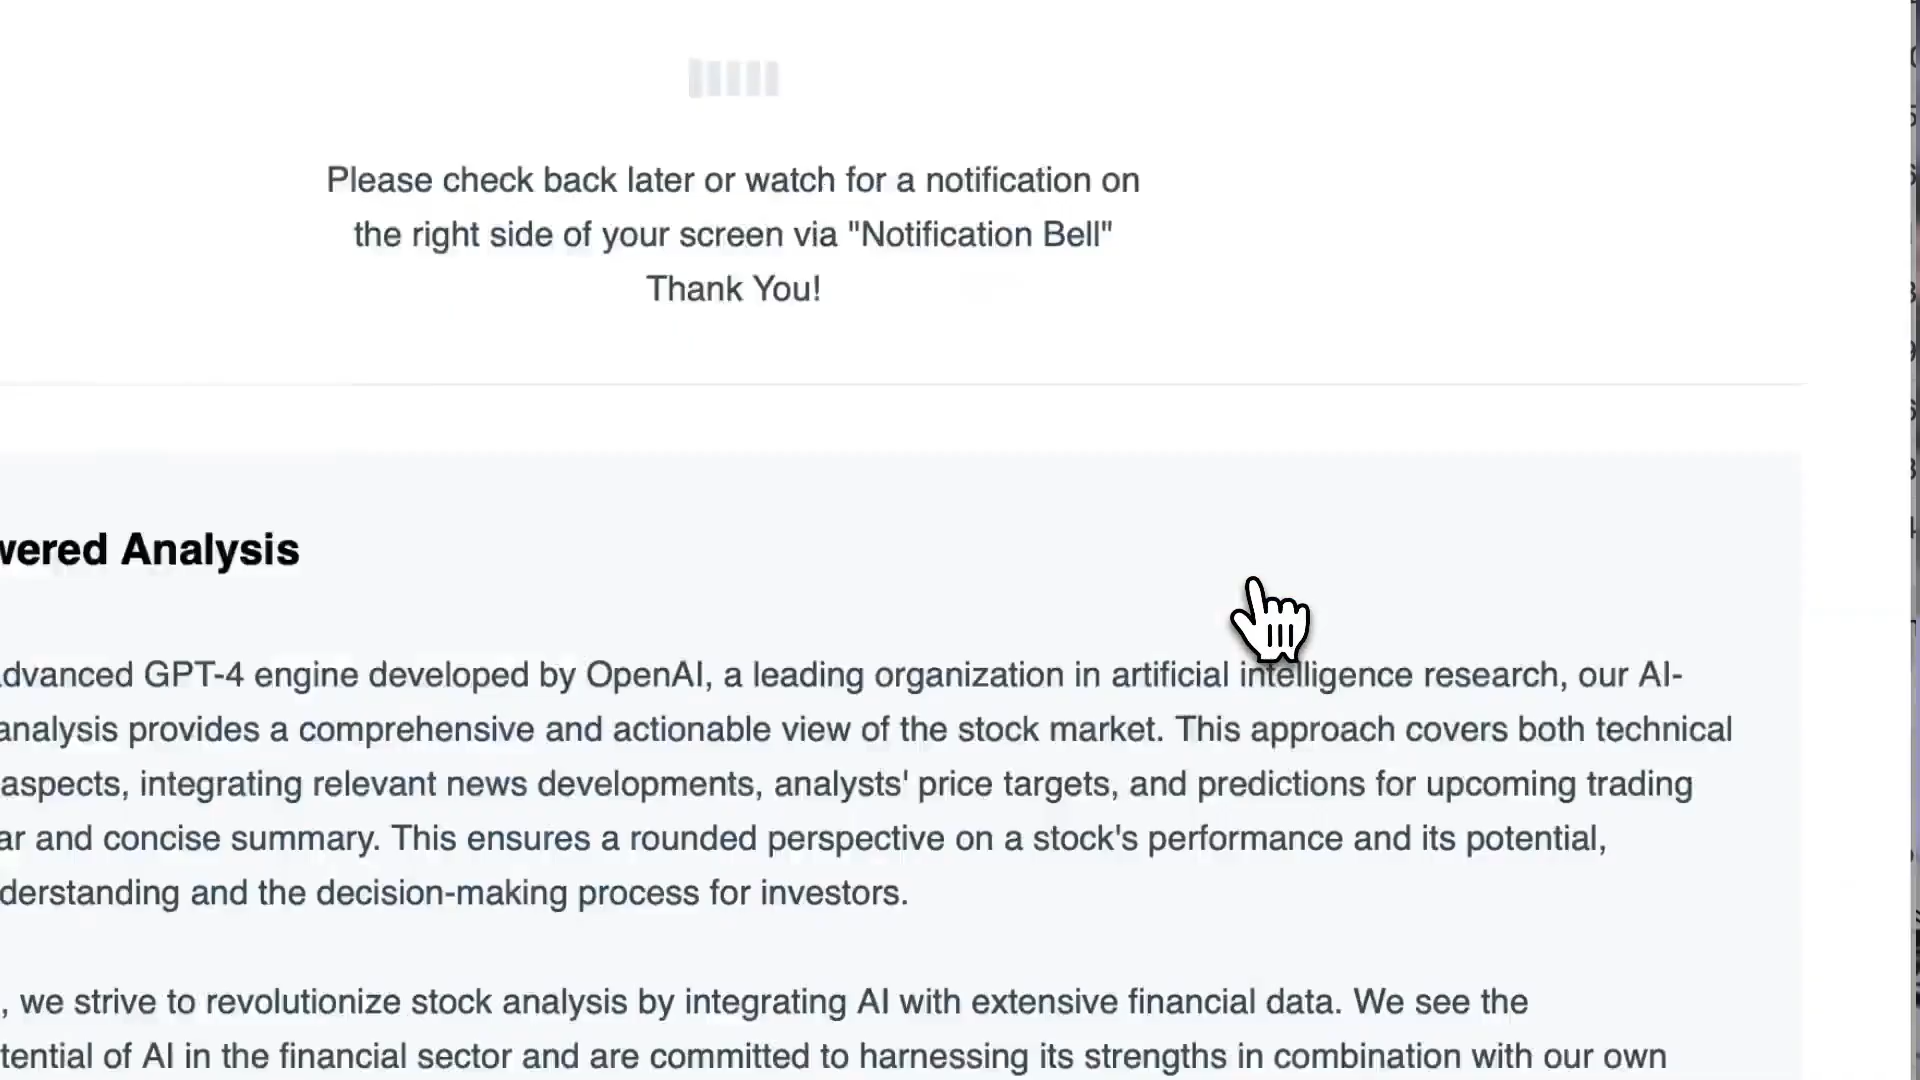 Please check back later or watch for a notification on
the right side of your screen via "Notification Bell"
Thank You!
wered Analysis
dvanced GPT-4 engine developed by OpenAI, a leading organization in artificial intelligence research, our AI-
analysis provides a comprehensive and actionable view of the stock market. This approach covers both technical
aspects, integrating relevant news developments, analysts' price targets, and predictions for upcoming trading
ar and concise summary. This ensures a rounded perspective on a stock's performance and its potential,
derstanding and the decision-making process for investors.
, we strive to revolutionize stock analysis by integrating AI with extensive financial data. We see the
tential of AI in the financial sector and are committed to harnessing its strengths in combination with our own